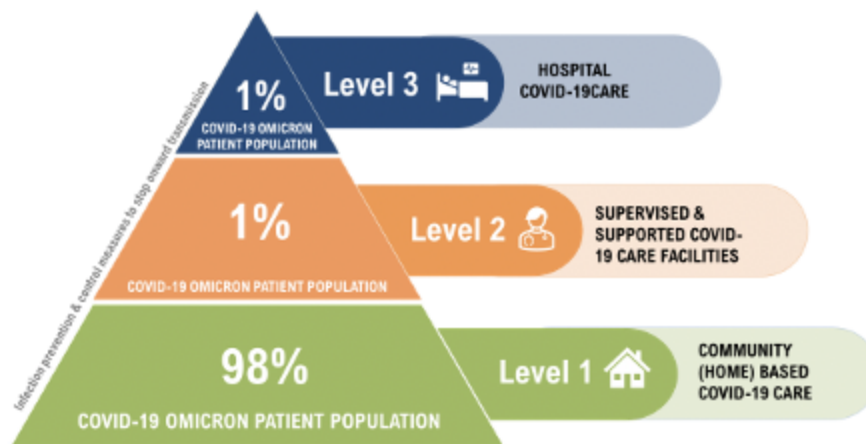 1%
COVID-19 OMICRON
PATIENT POPULATION
Level 3
HOSPITAL
COVID-19CARE
1%
COVID-19 OMICRON PATIENT POPULATION
Level 2
SUPERVISED &
SUPPORTED COVID-
19 CARE FACILITIES
98%
COVID-19 OMICRON PATIENT POPULATION
Level 1
COMMUNITY
(HOME) BASED
COVID-19 CARE
Infection prevention & control measures to stop onward transmission